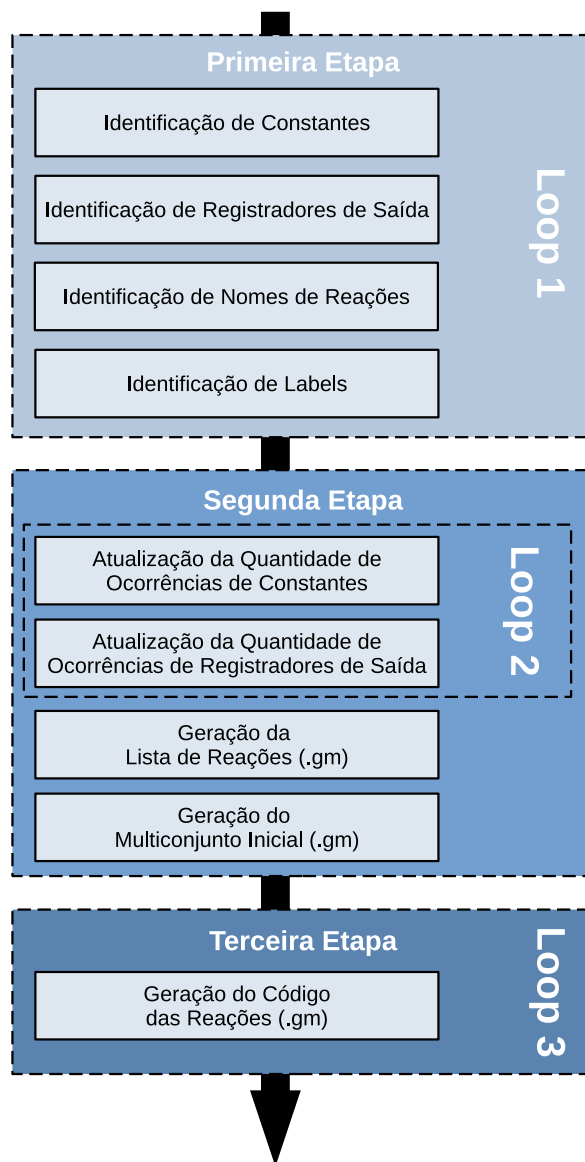 Primeira Etapa
Identificação de Constantes
Identificação de Registradores de Saída
Identificação de Nomes de Reações
Identificação de Labels
Loop 1
Segunda Etapa
Atualização da Quantidade de
Ocorrências de Constantes
Atualização da Quantidade de
Ocorrências de Registradores de Saída
Loop 2
Geração da
Lista de Reações (.gm)
Geração do
Multiconjunto Inicial (.gm)
Terceira Etapa
Geração do Código
das Reações (.gm)
Loop 3